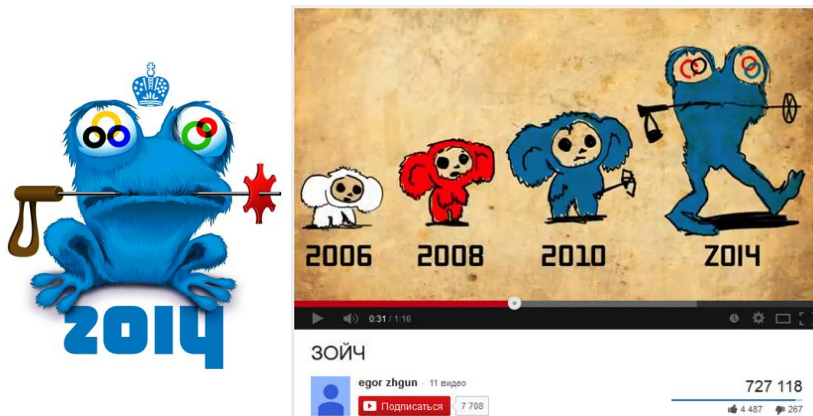 2014
2006 2008 2010 Z0I4
0:31 / 1:16
ЗОЙЧ
egor zhgun · 11 видео
Подписаться 7 708
727 118
4 487 267